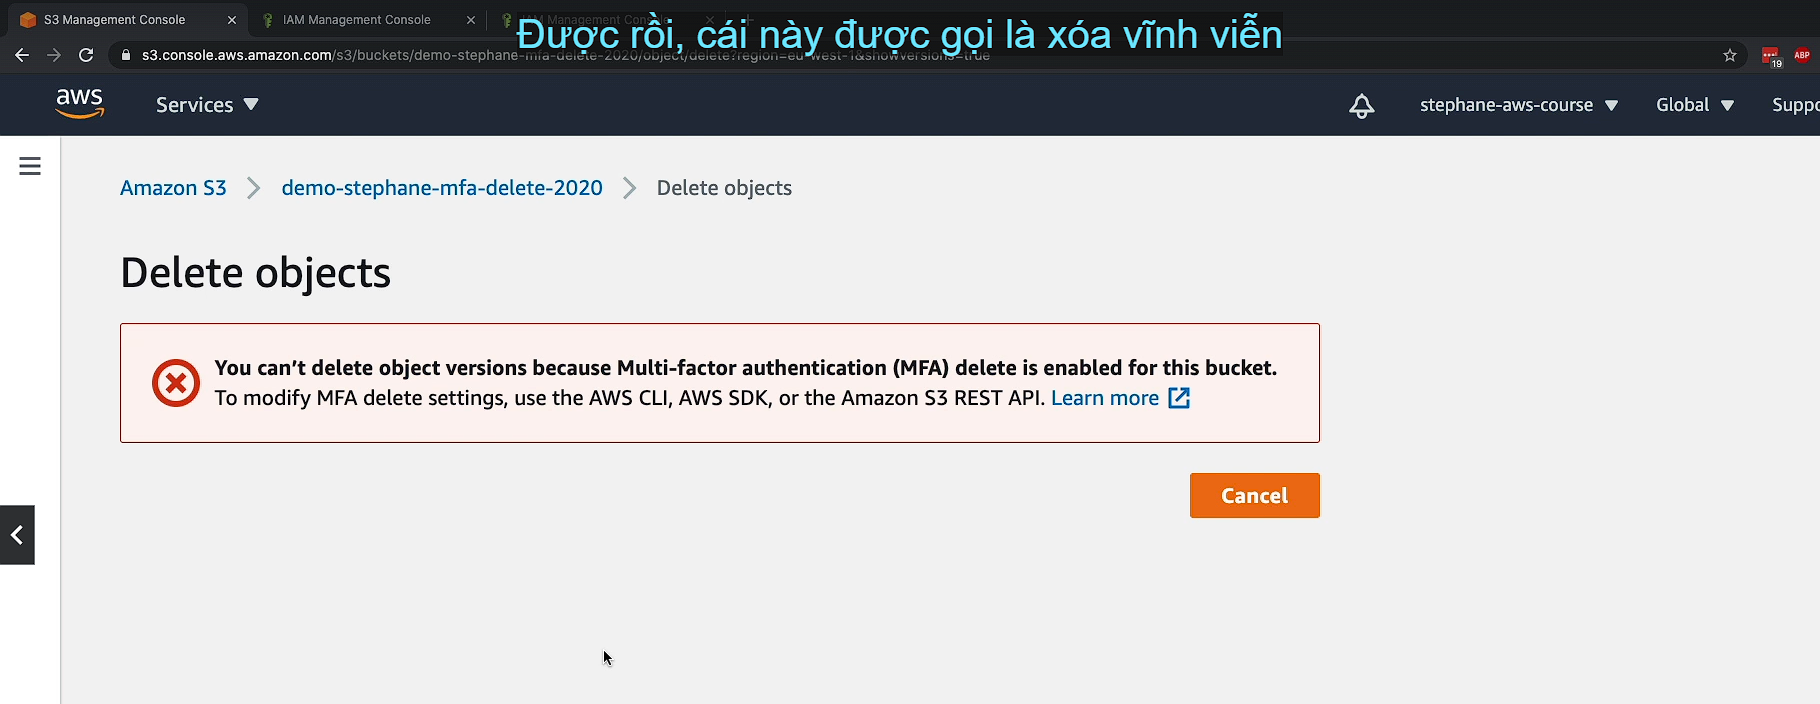 S3 Management Console
IAM Management Console
IAM Management Console
Được rồi, cái này được gọi là xóa vĩnh viễn
s3.console.aws.amazon.com/s3/buckets/demo-stephane-mfa-delete-2020/object/delete?region=eu-west-1&showversions=true
19
ABP
aws
Services
stephane-aws-course
Global
Suppo
Amazon S3 > demo-stephane-mfa-delete-2020 > Delete objects
Delete objects
You can't delete object versions because Multi-factor authentication (MFA) delete is enabled for this bucket.
To modify MFA delete settings, use the AWS CLI, AWS SDK, or the Amazon S3 REST API. Learn more
Cancel